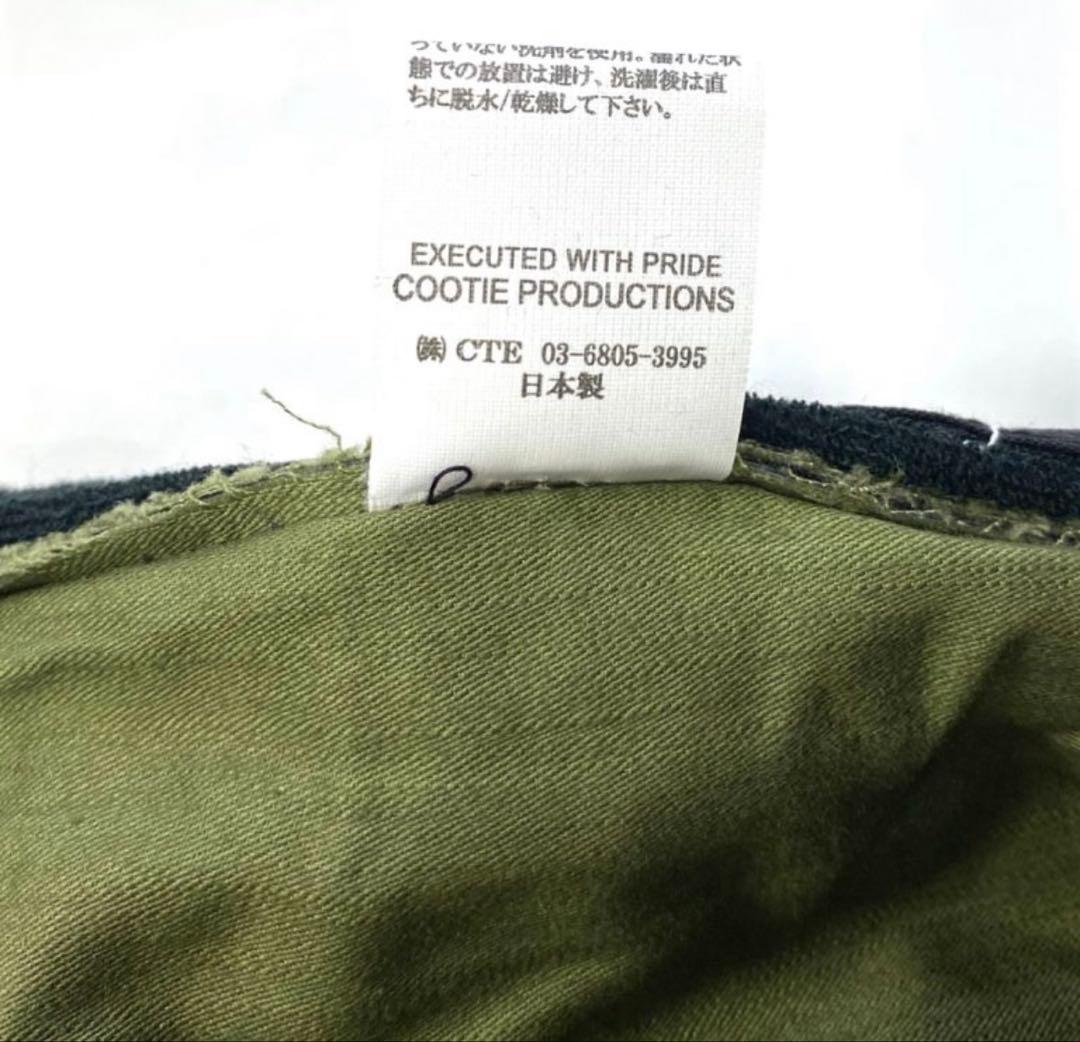 っていない洗剤を使用。濡れた状
態での放置は避け、洗濯後は直
ちに脱水/乾燥して下さい。
EXECUTED WITH PRIDE
COOTIE PRODUCTIONS
㈱ CTE 03-6805-3995
日本製